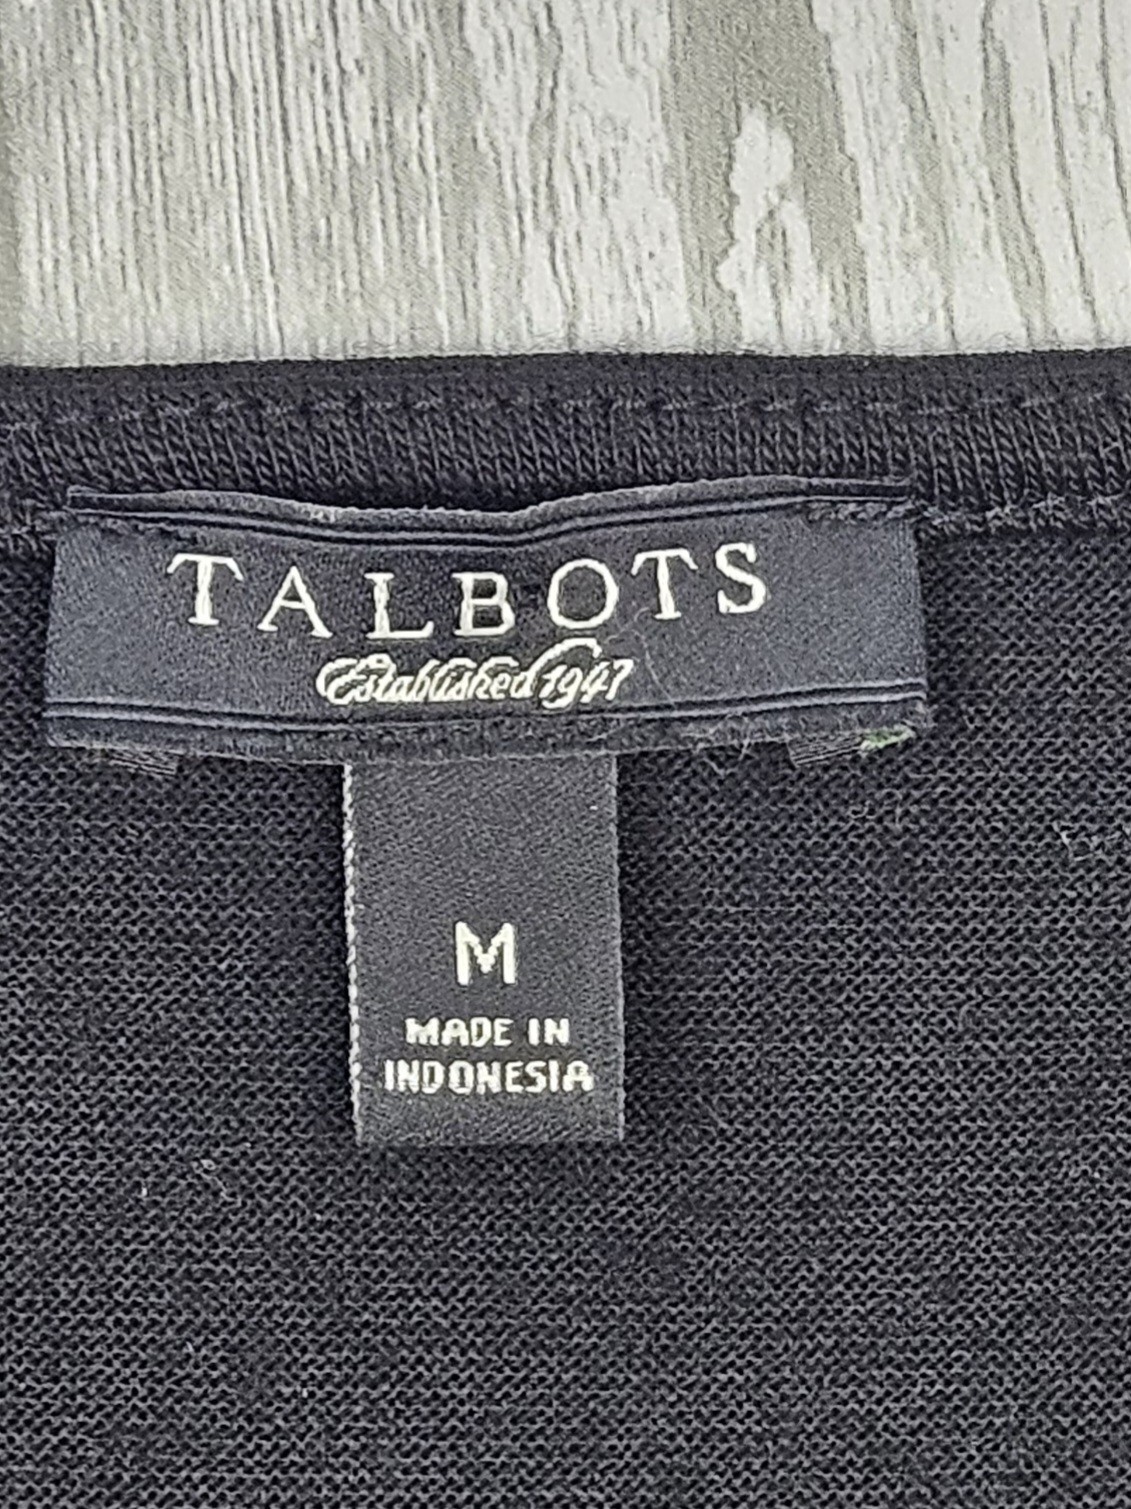 TALBOTS
Established 1947
M
MADE IN
INDONESIA